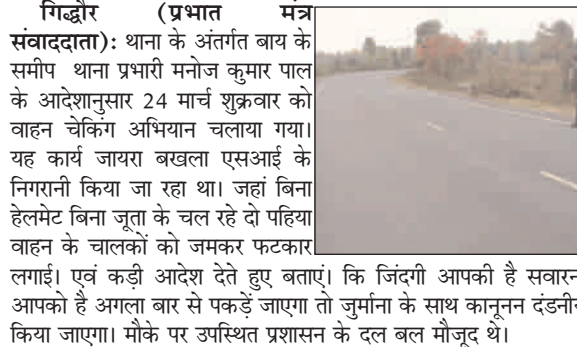 गिद्धौर (प्रभात मंत्र
संवाददाता): थाना के अंतर्गत बाय के
समीप थाना प्रभारी मनोज कुमार पाल
के आदेशानुसार 24 मार्च शुक्रवार को
वाहन चेकिंग अभियान चलाया गया।
यह कार्य जायरा बखला एसआई के
निगरानी किया जा रहा था। जहां बिना
हेलमेट बिना जूता के चल रहे दो पहिया
वाहन के चालकों को जमकर फटकार
लगाई। एवं कड़ी आदेश देते हुए बताएं। कि जिंदगी आपकी है
आपको है अगला बार से पकड़ें जाएगा तो जुर्माना के साथ कानूनन
किया जाएगा। मौके पर उपस्थित प्रशासन के दल बल मौजूद थे।